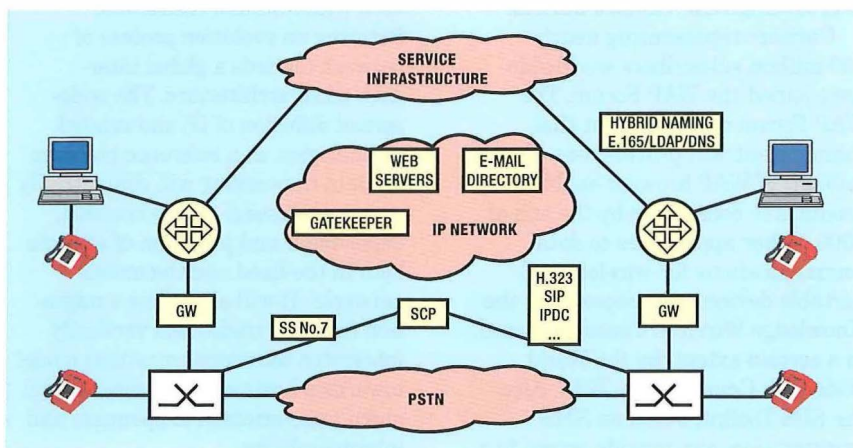 SERVICE
INFRASTRUCTURE
HYBRID NAMING
E.165/LDAP/DNS
WEB
SERVERS
E-MAIL
DIRECTORY
GATEKEEPER
IP NETWORK
GW
GW
H.323
SIP
IPDC
...
SS No.7
SCP
PSTN